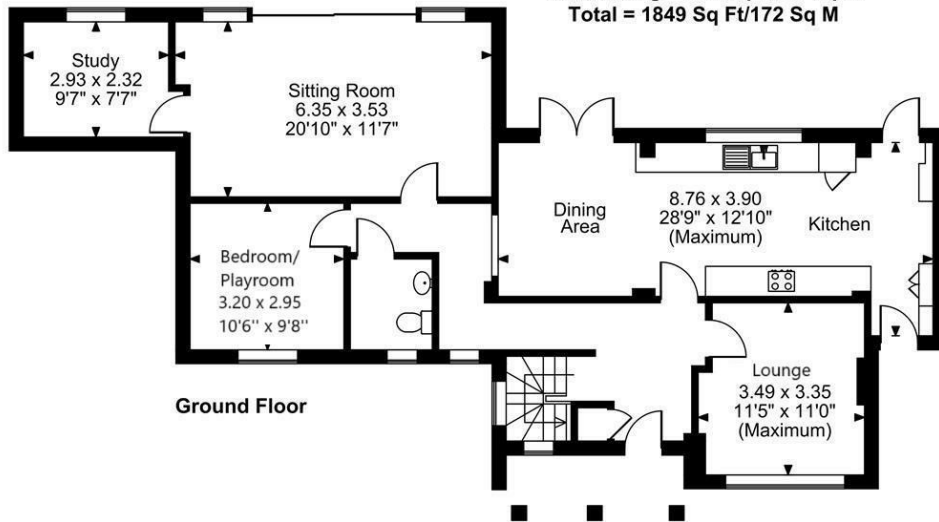 Total = 1849 Sq Ft/172 Sq M
Study
2.93 x 2.32
9'7" x 7'7"
Sitting Room
6.35 x 3.53
20'10" x 11'7"
Dining
Area
8.76 x 3.90
28'9" x 12'10"
(Maximum)
Kitchen
Bedroom/
Playroom
3.20 x 2.95
10'6'' x 9'8''
Lounge
3.49 x 3.35
11'5" x 11'0"
(Maximum)
Ground Floor